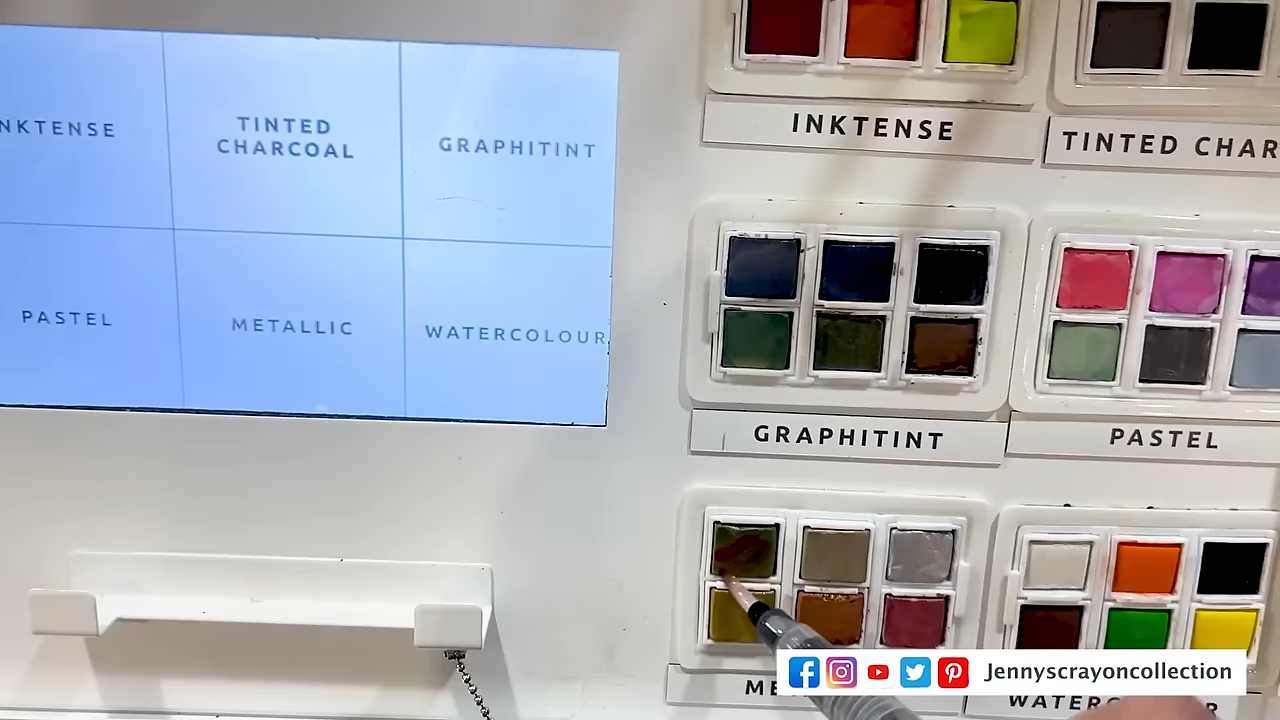 NKTENSE
TINTED
CHARCOAL
GRAPHITINT
PASTEL
METALLIC
WATERCOLOUR
INKTENSE
TINTED CHAR
GRAPHITINT
PASTEL
ME
Jennyscrayoncollection